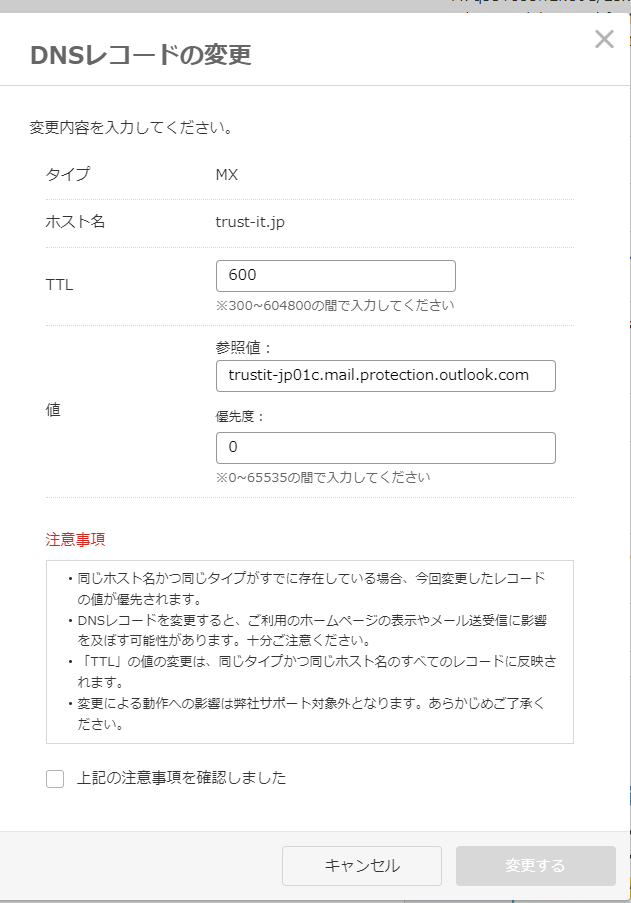 DNSレコードの変更
変更内容を入力してください。
タイプ
MX
ホスト名
trust-it.jp
TTL
600
※300~604800の間で入力してください
値
参照値：
trustit-jp01c.mail.protection.outlook.com
優先度：
0
※0~65535の間で入力してください
注意事項
・同じホスト名かつ同じタイプがすでに存在している場合、今回変更したレコード
の値が優先されます。
・DNSレコードを変更すると、ご利用のホームページの表示やメール送受信に影響
を及ぼす可能性があります。十分ご注意ください。
・「TTL」の値の変更は、同じタイプかつ同じホスト名のすべてのレコードに反映さ
れます。
・変更による動作への影響は弊社サポート対象外となります。あらかじめご了承く
ださい。
上記の注意事項を確認しました
キャンセル
変更する